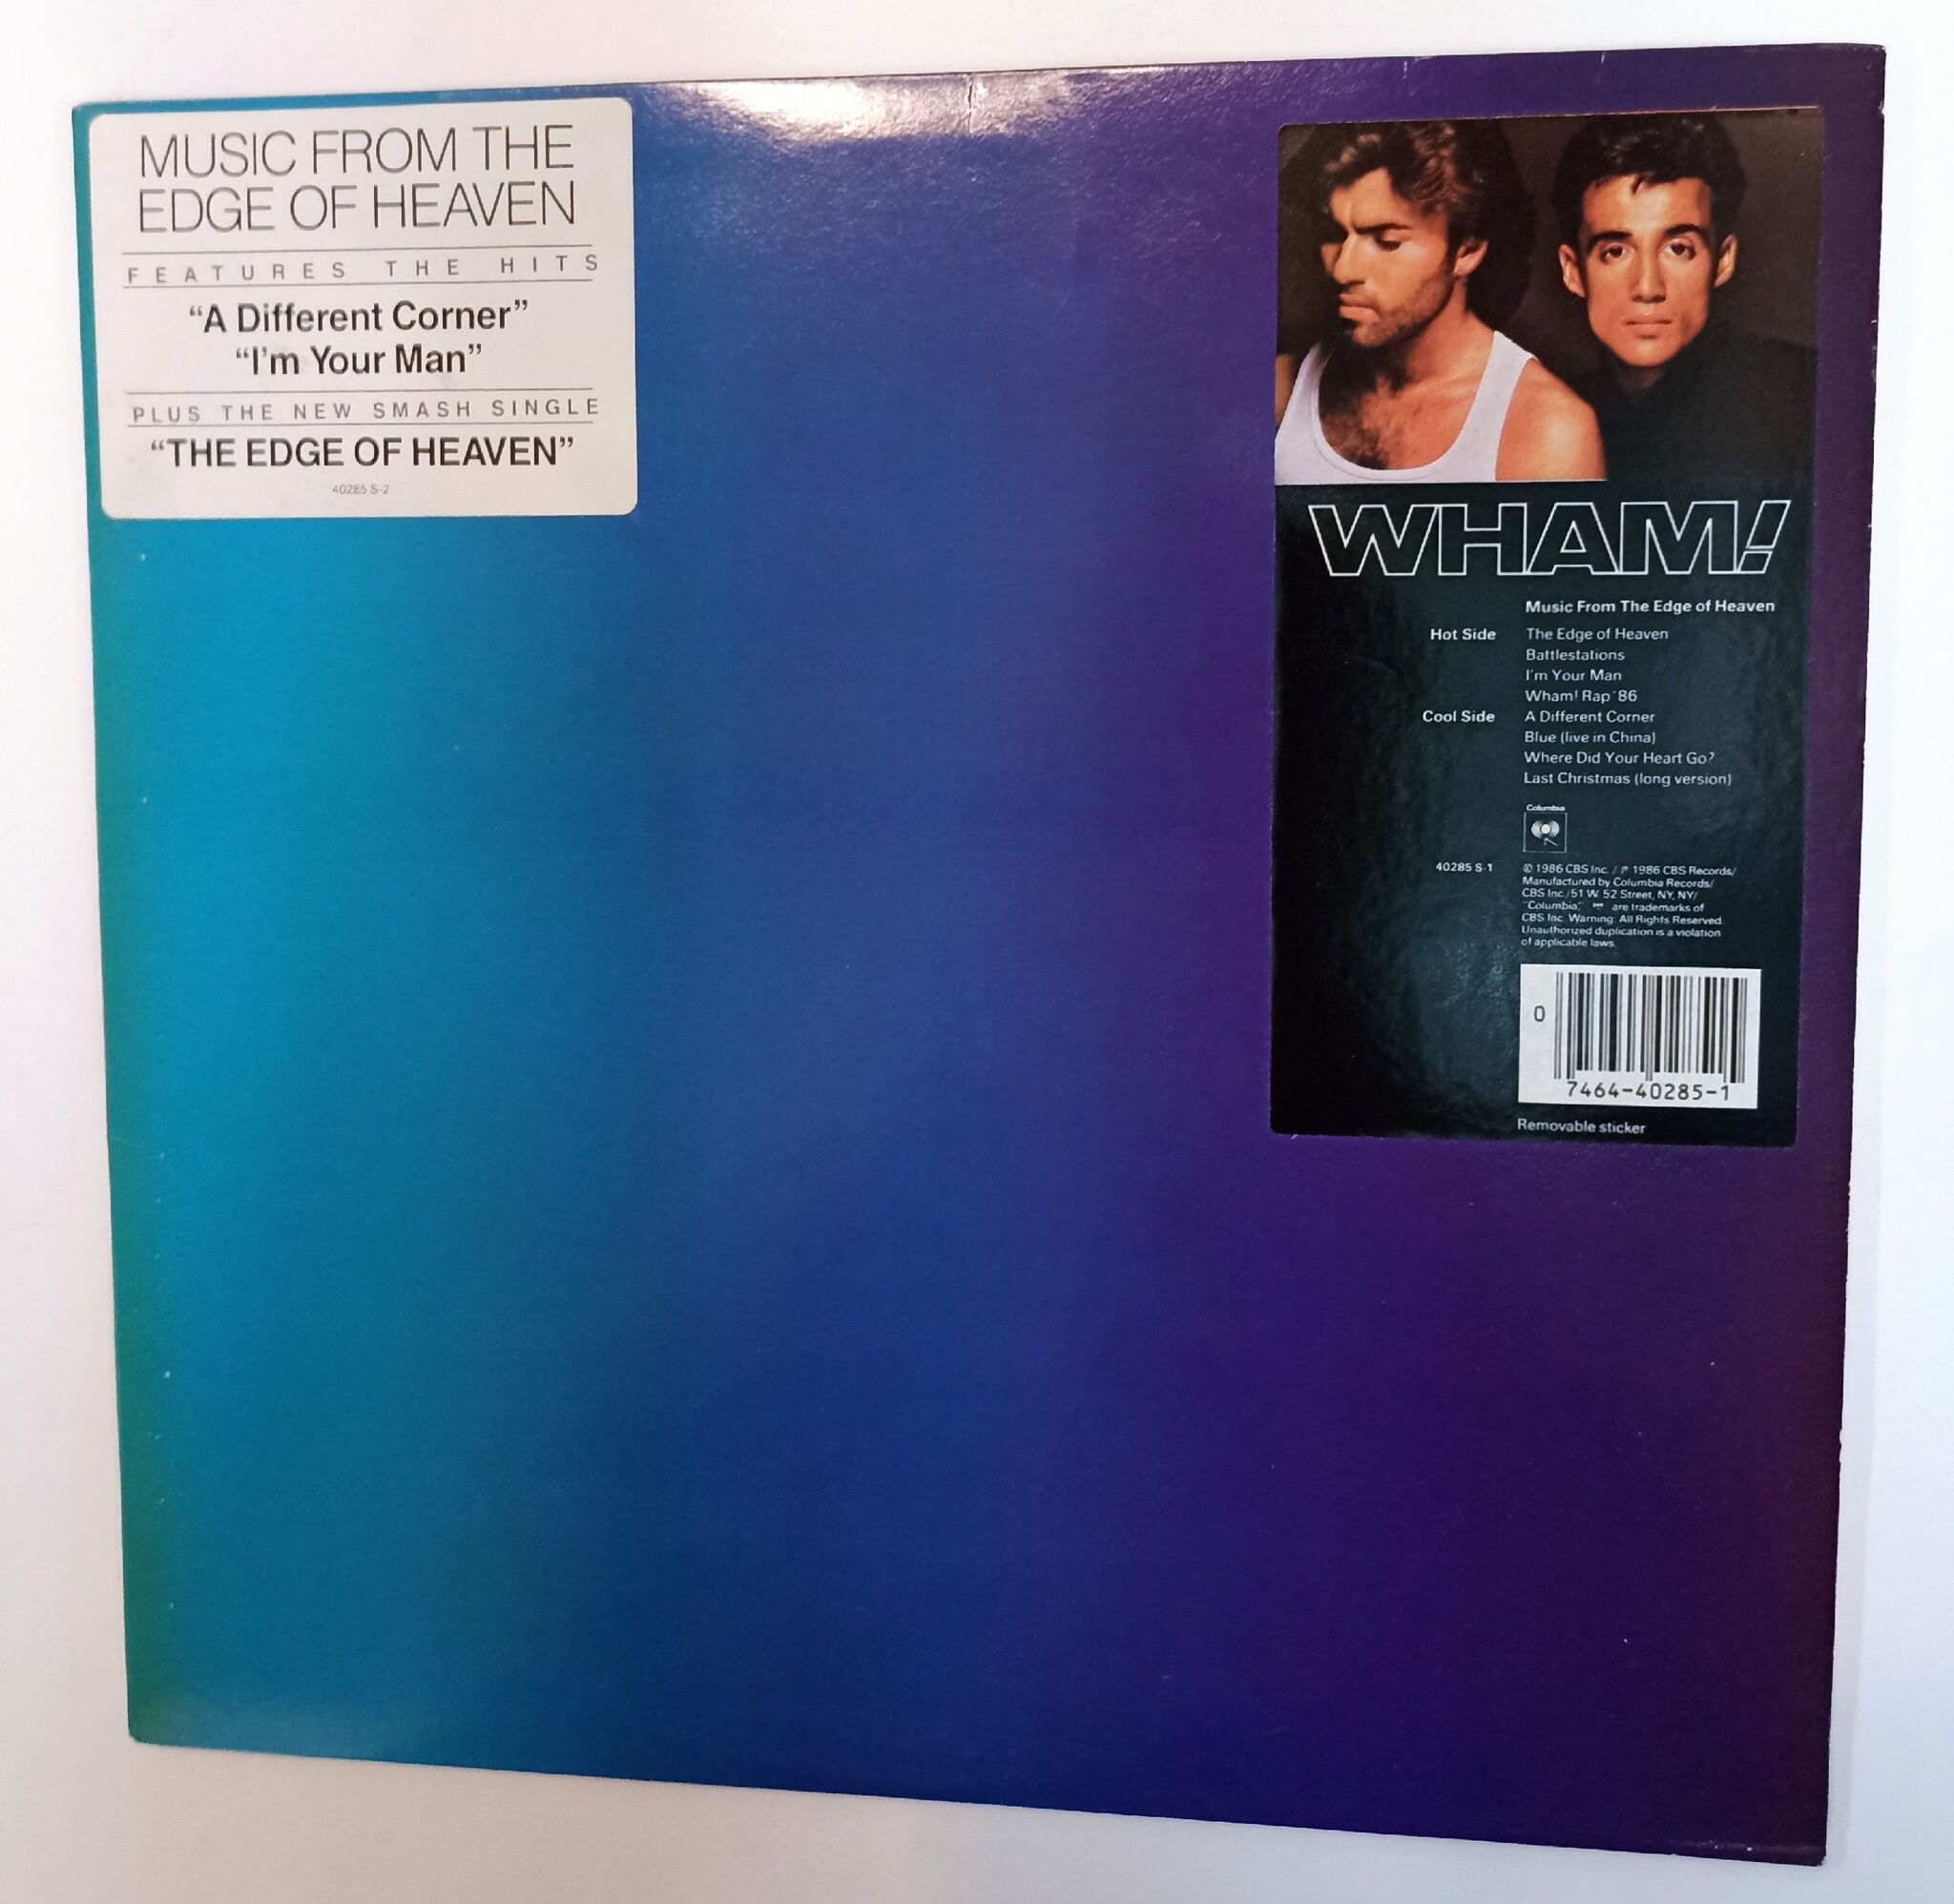 MUSIC FROM THE
EDGE OF HEAVEN
FEATURES THE HITS
“A Different Corner”
“I’m Your Man”
PLUS THE NEW SMASH SINGLE
“THE EDGE OF HEAVEN”
40285 S-2
WHAM!
Music From The Edge of Heaven
Hot Side The Edge of Heaven
Battlestations
I'm Your Man
Wham! Rap '86
Cool Side A Different Corner
Blue (live in China)
Where Did Your Heart Go?
Last Christmas (long version)
Columbia
40285 S-1 © 1986 CBS Inc. / ℗ 1986 CBS Records/
Manufactured by Columbia Records/
CBS Inc./51 W. 52 Street, NY, NY/
"Columbia," are trademarks of
CBS Inc. Warning: All Rights Reserved.
Unauthorized duplication is a violation
of applicable laws.
0
7464-40285-1
Removable sticker